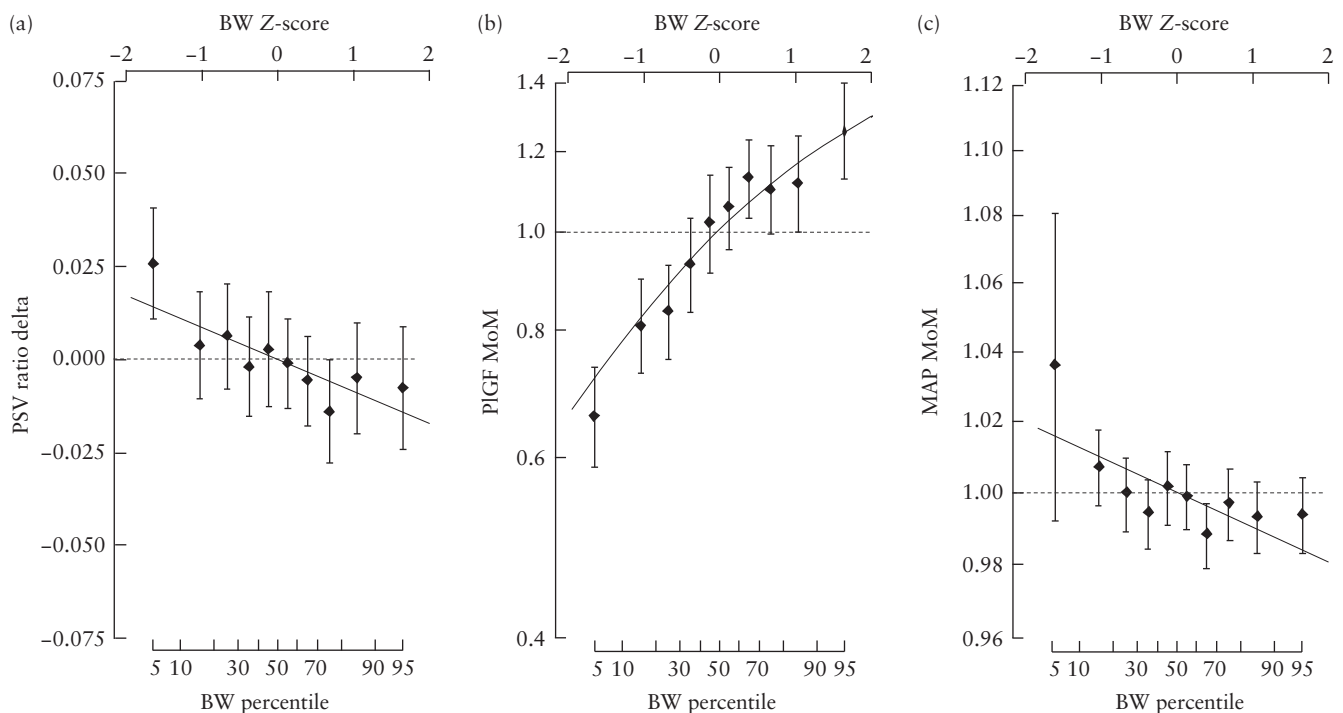 (a)
BW Z-score
−2 −1 0 1 2
0.075
0.050
0.025
0.000
−0.025
−0.050
−0.075
PSV ratio delta
5 10 30 50 70 90 95
BW percentile
(b)
BW Z-score
−2 −1 0 1 2
1.4
1.2
1.0
0.8
0.6
0.4
PlGF MoM
5 10 30 50 70 90 95
BW percentile
(c)
BW Z-score
−2 −1 0 1 2
1.12
1.10
1.08
1.06
1.04
1.02
1.00
0.98
0.96
MAP MoM
5 10 30 50 70 90 95
BW percentile